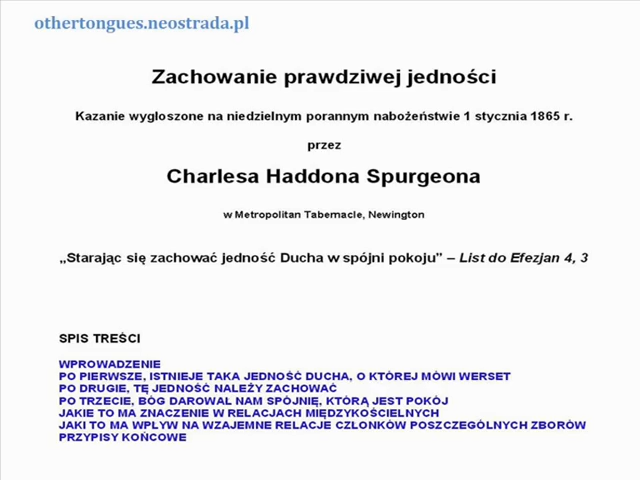 othertongues.neostrada.pl
Zachowanie prawdziwej jedności
Kazanie wygloszone na niedzielnym porannym nabożeństwie 1 stycznia 1865 r.
przez
Charlesa Haddona Spurgeona
w Metropolitan Tabernacle, Newington
„Starając się zachować jedność Ducha w spójni pokoju” – List do Efezjan 4, 3
SPIS TREŚCI
WPROWADZENIE
PO PIERWSZE, ISTNIEJE TAKA JEDNOŚĆ DUCHA, O KTÓREJ MÓWI WERSET
PO DRUGIE, TĘ JEDNOŚĆ NALEŻY ZACHOWAĆ
PO TRZECIE, BÓG DAROWAŁ NAM SPÓJNIĘ, KTÓRĄ JEST POKÓJ
JAKIE TO MA ZNACZENIE W RELACJACH MIĘDZYKOŚCIELNYCH
JAKI TO MA WPŁYW NA WZAJEMNE RELACJE CZŁONKÓW POSZCZEGÓLNYCH ZBORÓW
PRZYPISY KOŃCOWE